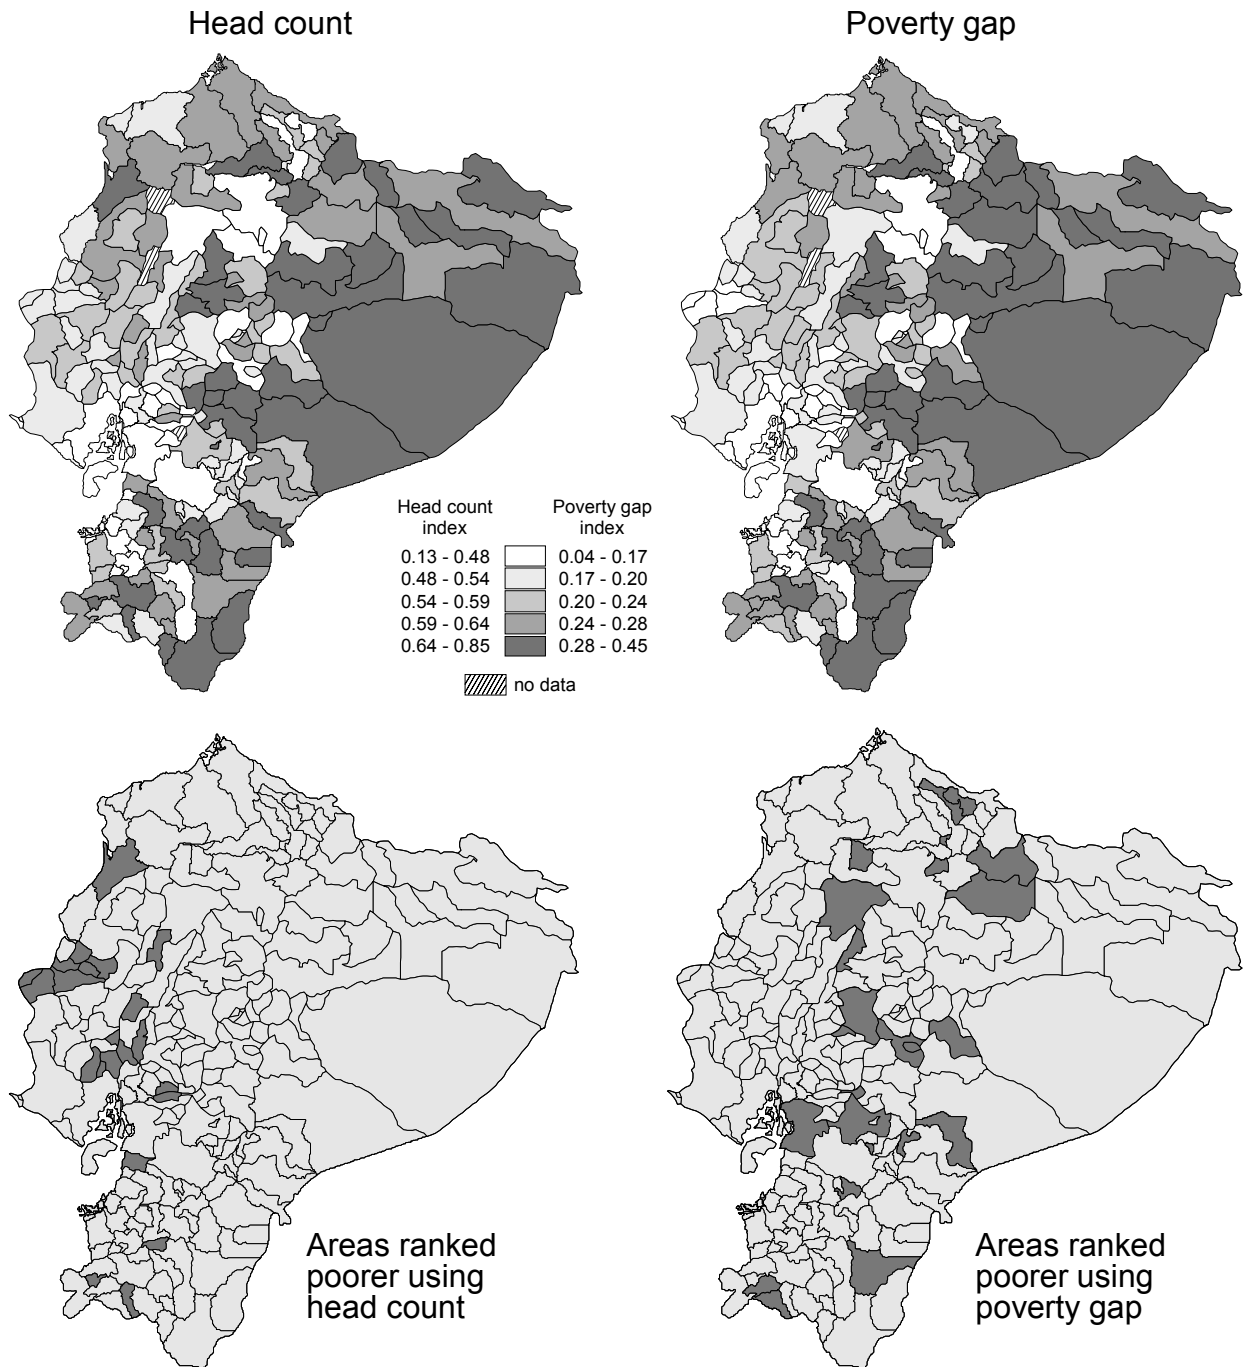 Head count
Poverty gap
Head count index
Poverty gap index
0.13 - 0.48 0.04 - 0.17
0.48 - 0.54 0.17 - 0.20
0.54 - 0.59 0.20 - 0.24
0.59 - 0.64 0.24 - 0.28
0.64 - 0.85 0.28 - 0.45
no data
Areas ranked
poorer using
head count
Areas ranked
poorer using
poverty gap